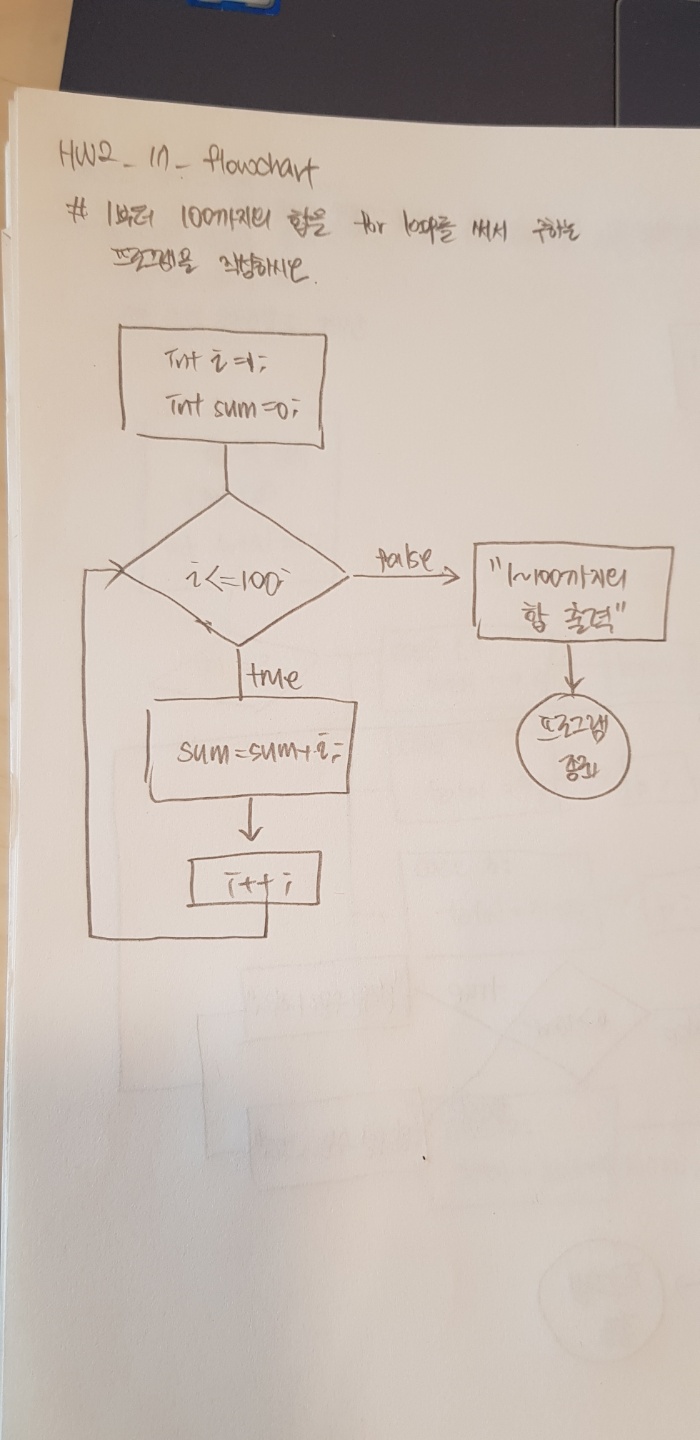 HW2_17_flowchart
# 1부터 100까지의 합을 for loop를 써서 구하는
프로그램을 작성하시오.
int i=1;
int sum=0;
i<=100;
false
"1~100까지의
합 출력"
true
프로그램
종료
sum=sum+i;
i++;